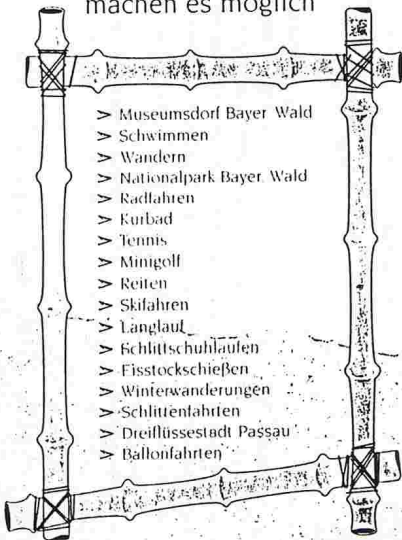 machen es möglich
> Museumsdorf Bayer Wald
> Schwimmen
> Wandern
> Nationalpark Bayer. Wald
> Radfahren
> Kurbad
> Tennis
> Minigolf
> Reiten
> Skifahren
> Langlauf
> Schlittschuhlaufen
> Eisstockschießen
> Winterwanderungen
> Schlittenfahrten
> Dreiflüssestadt Passau
> Ballonfahrten